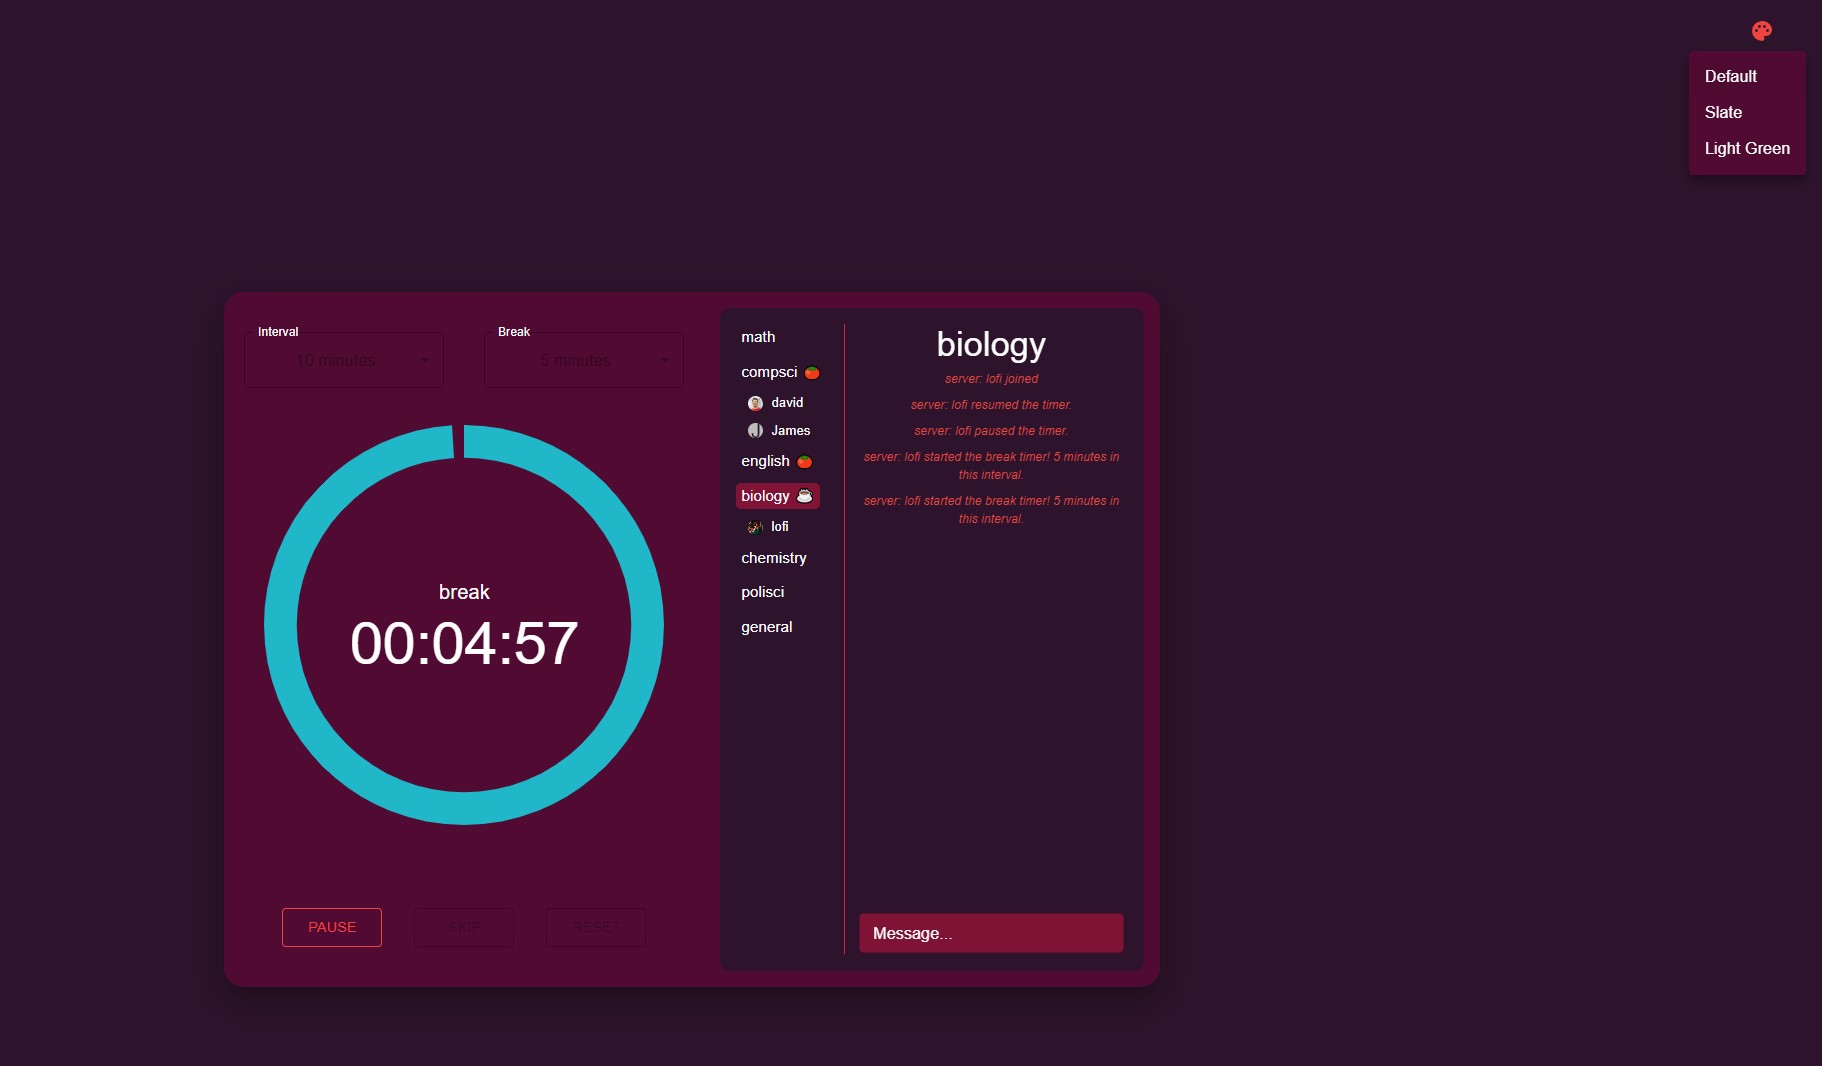 Default
Slate
Light Green
Interval
10 minutes
Break
5 minutes
break
00:04:57
PAUSE
SKIP
RESET
math
compsci
david
J
James
english
biology
lofi
chemistry
polisci
general
biology
server: lofi joined
server: lofi resumed the timer.
server: lofi paused the timer.
server: lofi started the break timer! 5 minutes in
this interval.
server: lofi started the break timer! 5 minutes in
this interval.
Message...